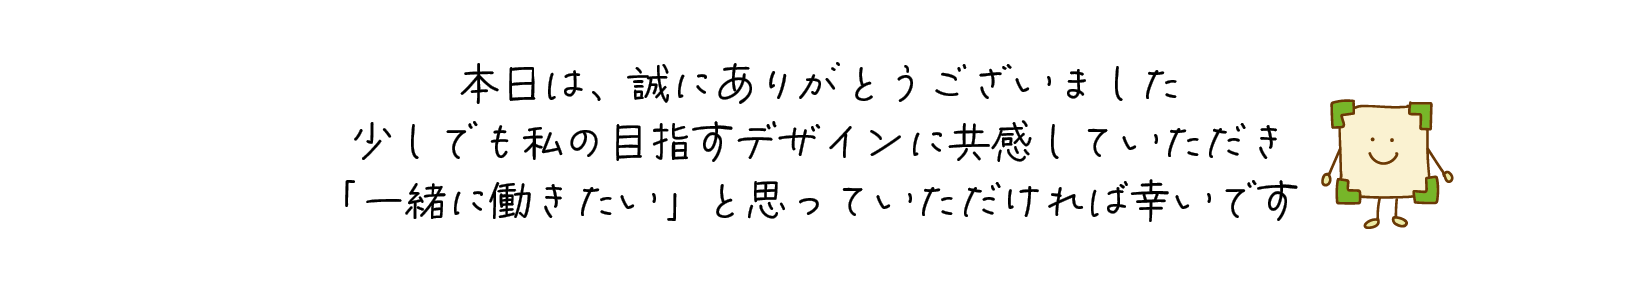 本日は、誠にありがとうございました
少しでも私の目指すデザインに共感していただき
「一緒に働きたい」と思っていただければ幸いです